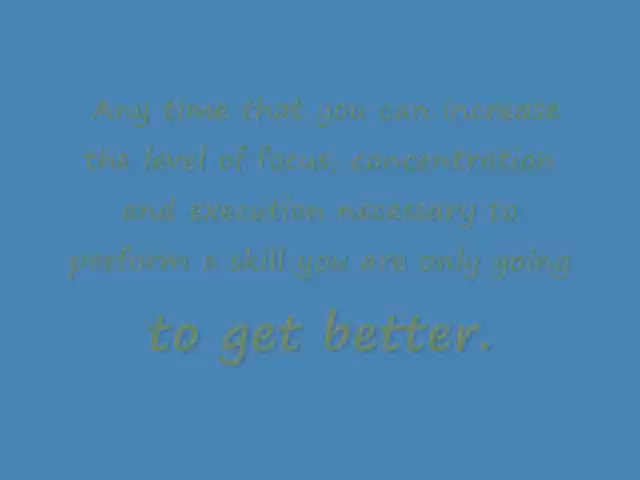 Any time that you can increase
the level of focus, concentration
and execution necessary to
perform a skill you are only going
to get better.